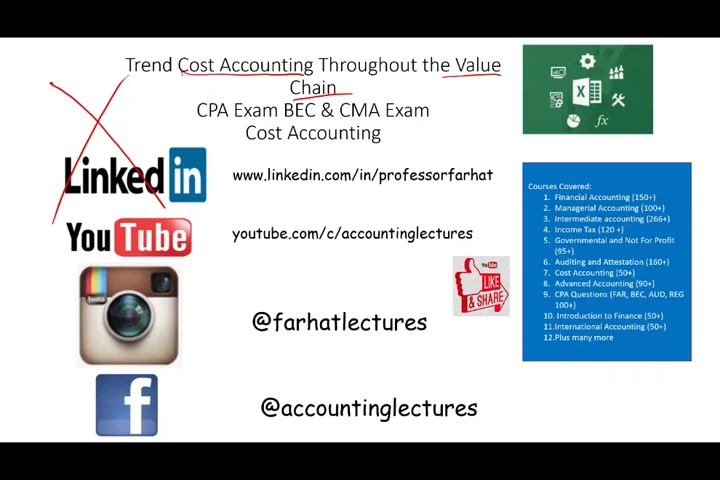 Trend Cost Accounting Throughout the Value
Chain
CPA Exam BEC & CMA Exam
Cost Accounting
Linked in
www.linkedin.com/in/professorfarhat
YouTube
youtube.com/c/accountinglectures
@farhatlectures
f
@accountinglectures
X
fx
YouTube
LIKE
& SHARE
Courses Covered:
1. Financial Accounting (150+)
2. Managerial Accounting (100+)
3. Intermediate accounting (266+)
4. Income Tax (120 +)
5. Governmental and Not For Profit
(95+)
6. Auditing and Attestation (160+)
7. Cost Accounting (50+)
8. Advanced Accounting (90+)
9. CPA Questions (FAR, BEC, AUD, REG
100+)
10. Introduction to Finance (50+)
11.International Accounting (50+)
12.Plus many more